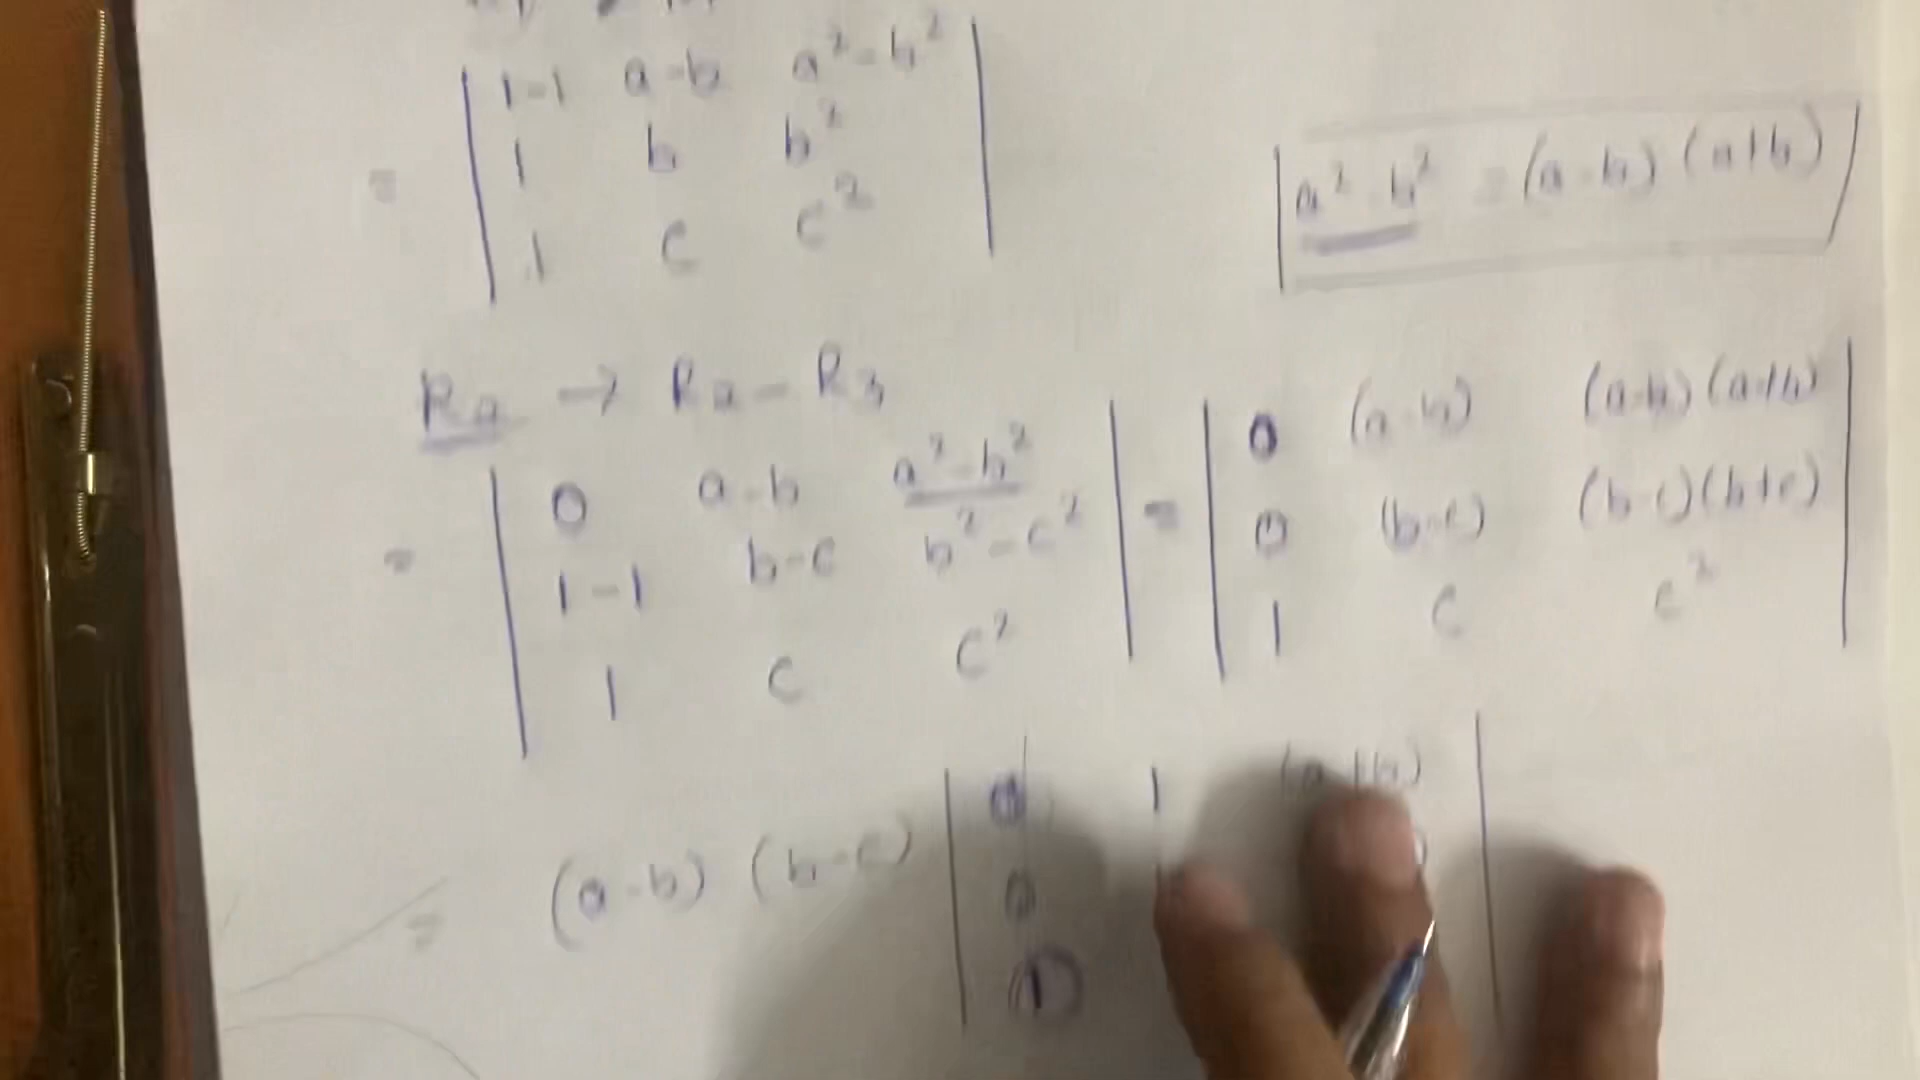 | 1-1 a-b a²-b² |
= | 1 b b² |
| 1 c c² |
a²-b² = (a-b) (a+b)
R₂ → R₂ - R₃
= | 0 a-b a²-b² | = | 0 (a-b) (a-b)(a+b) |
| 1-1 b-c b²-c² | | 0 (b-c) (b-c)(b+c) |
| 1 c c² | | 1 c c² |
= (a-b) (b-c) | 0 1 (a+b) |
| 0
| 1